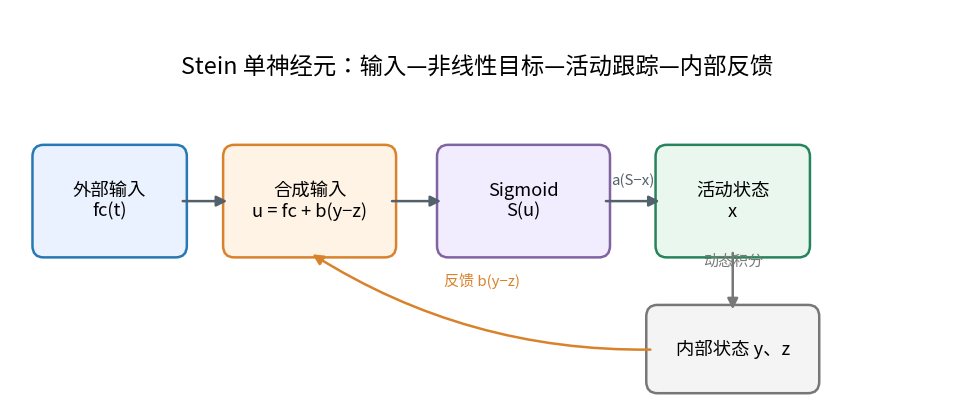 Stein 单神经元：输入—非线性目标—活动跟踪—内部反馈
外部输入
fc(t)
合成输入
u = fc + b(y−z)
Sigmoid
S(u)
a(S−x)
活动状态
x
动态积分
反馈 b(y−z)
内部状态 y、z